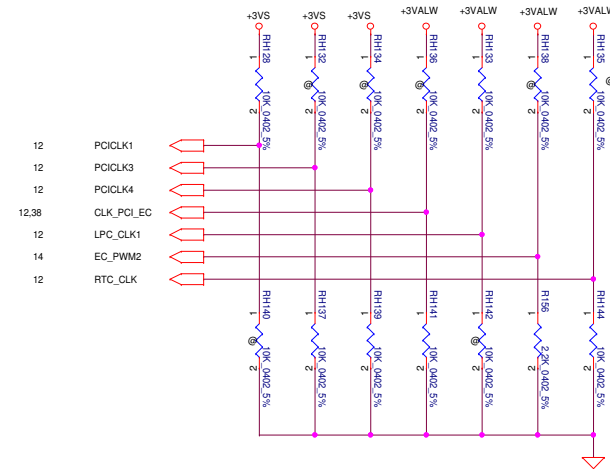 +3VS +3VS +3VS +3VALW +3VALW +3VALW +3VALW
RH128 RH132 RH134 RH136 RH133 RH138 RH135
1 1 1 1 1 1 1
@ @ @ @ @
10K_0402_5% 10K_0402_5% 10K_0402_5% 10K_0402_5% 10K_0402_5% 10K_0402_5% 10K_0402_5%
2 2 2 2 2 2 2
12 PCICLK1
12 PCICLK3
12 PCICLK4
12,38 CLK_PCI_EC
12 LPC_CLK1
14 EC_PWM2
12 RTC_CLK
RH140 RH137 RH139 RH141 RH142 R156 RH144
1 1 1 1 1 1 1
@ @
10K_0402_5% 10K_0402_5% 10K_0402_5% 10K_0402_5% 10K_0402_5% 2.2K_0402_5% 10K_0402_5%
2 2 2 2 2 2 2